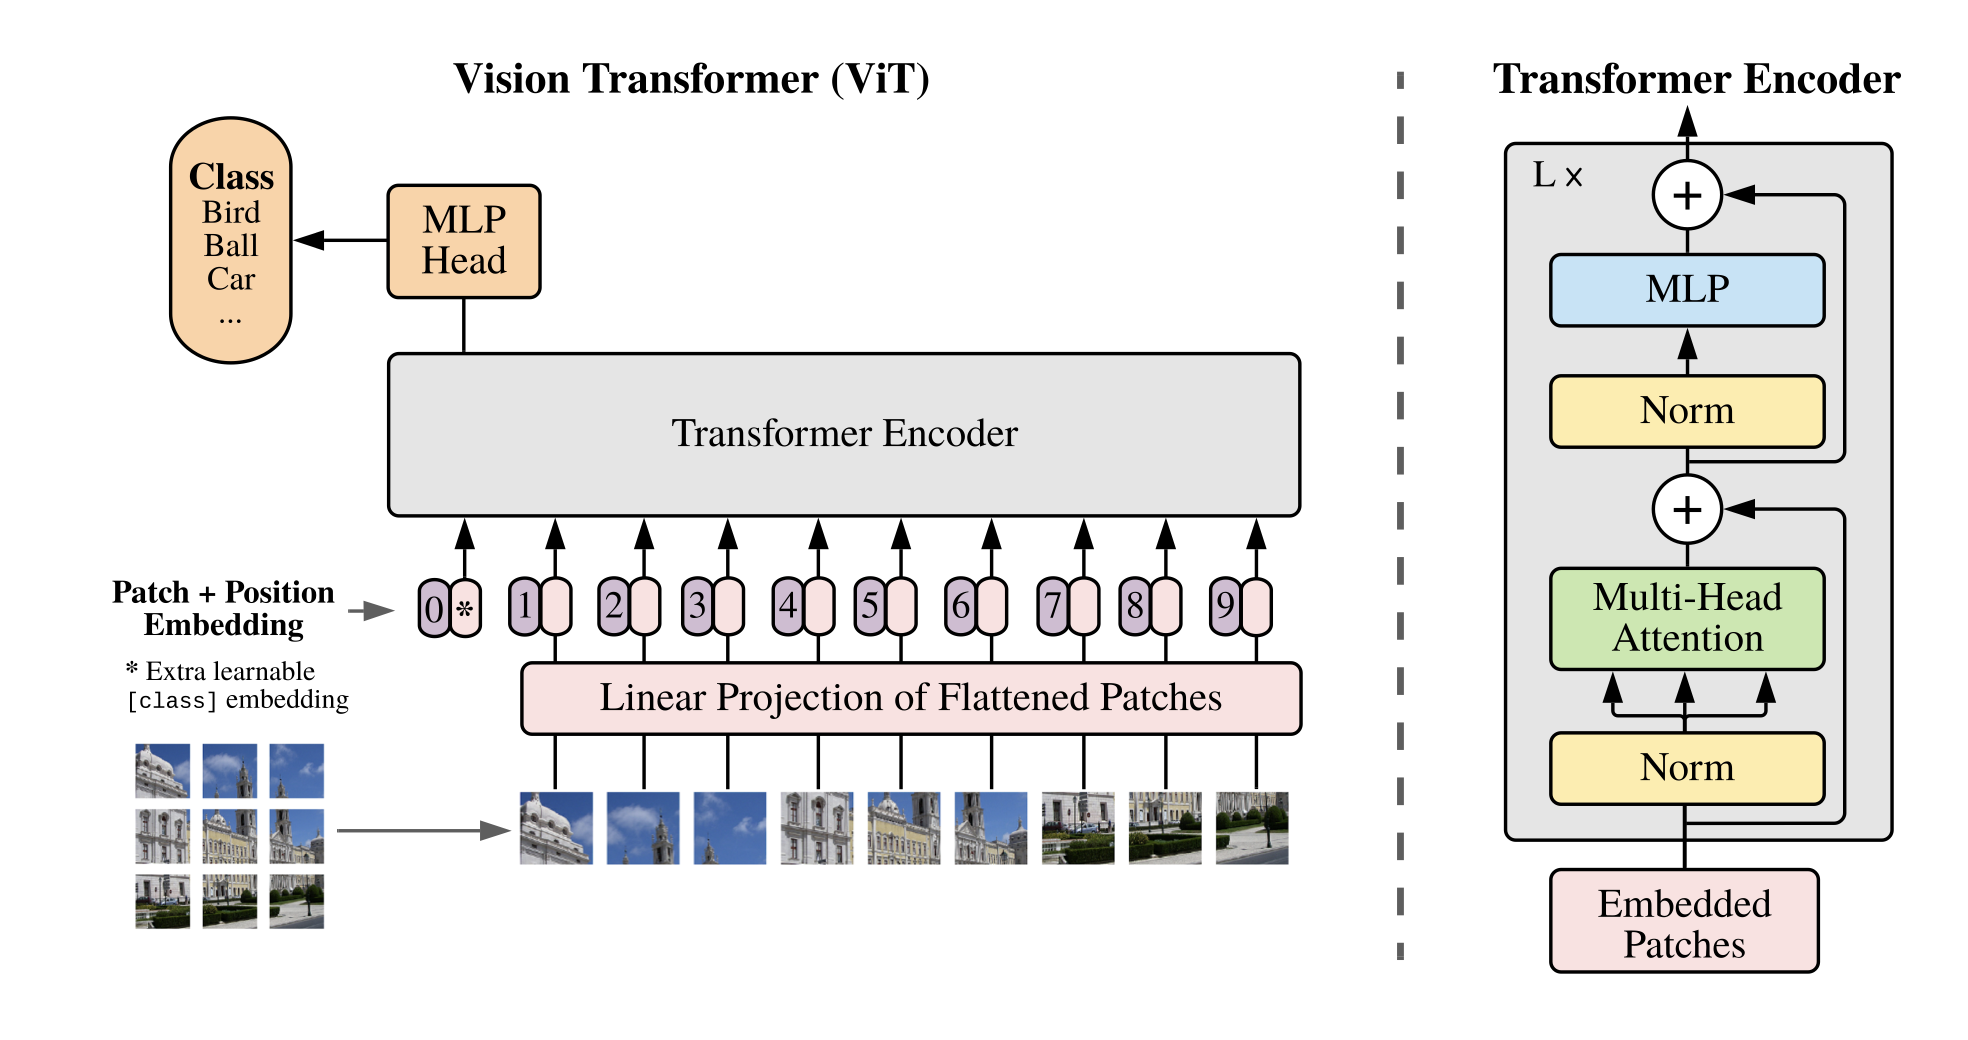 Vision Transformer (ViT)
Class
Bird
Ball
Car
...
MLP
Head
Transformer Encoder
Patch + Position
Embedding
* Extra learnable
[class] embedding
0 * 1 2 3 4 5 6 7 8 9
Linear Projection of Flattened Patches
Transformer Encoder
L ×
+
MLP
Norm
+
Multi-Head
Attention
Norm
Embedded
Patches